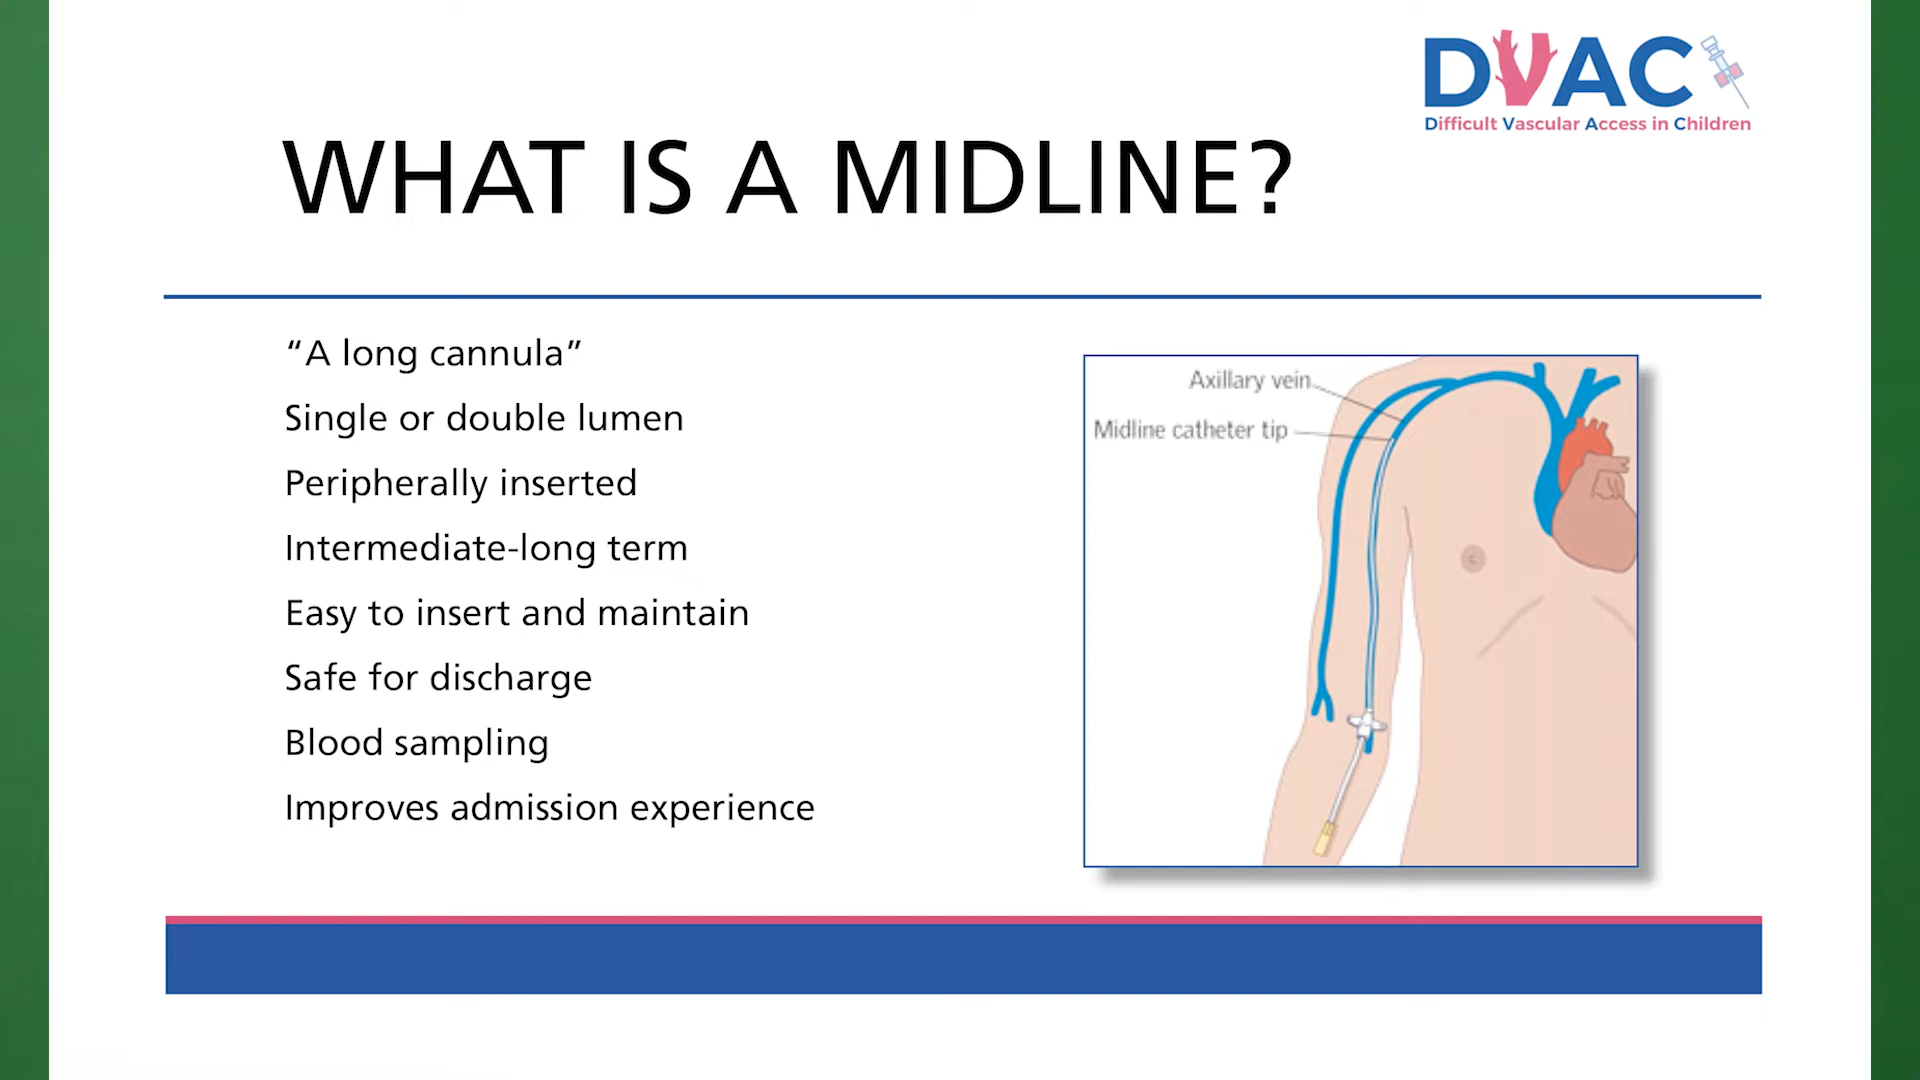 DVAC
Difficult Vascular Access in Children
WHAT IS A MIDLINE?
“A long cannula”
Single or double lumen
Peripherally inserted
Intermediate-long term
Easy to insert and maintain
Safe for discharge
Blood sampling
Improves admission experience
Axillary vein
Midline catheter tip